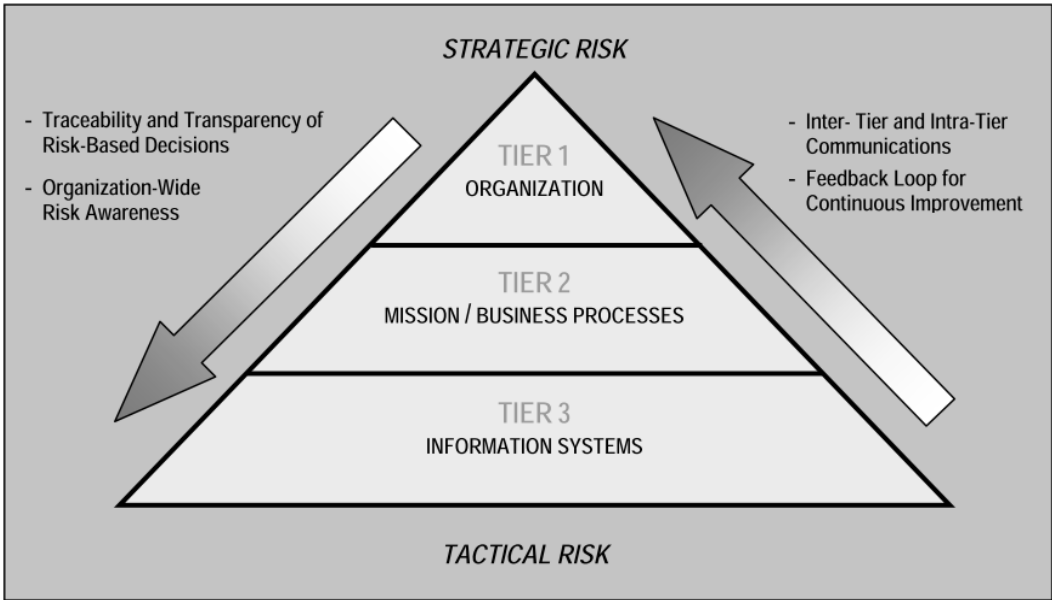 STRATEGIC RISK
- Traceability and Transparency of
Risk-Based Decisions
- Organization-Wide
Risk Awareness
- Inter- Tier and Intra-Tier
Communications
- Feedback Loop for
Continuous Improvement
TIER 1
ORGANIZATION
TIER 2
MISSION / BUSINESS PROCESSES
TIER 3
INFORMATION SYSTEMS
TACTICAL RISK